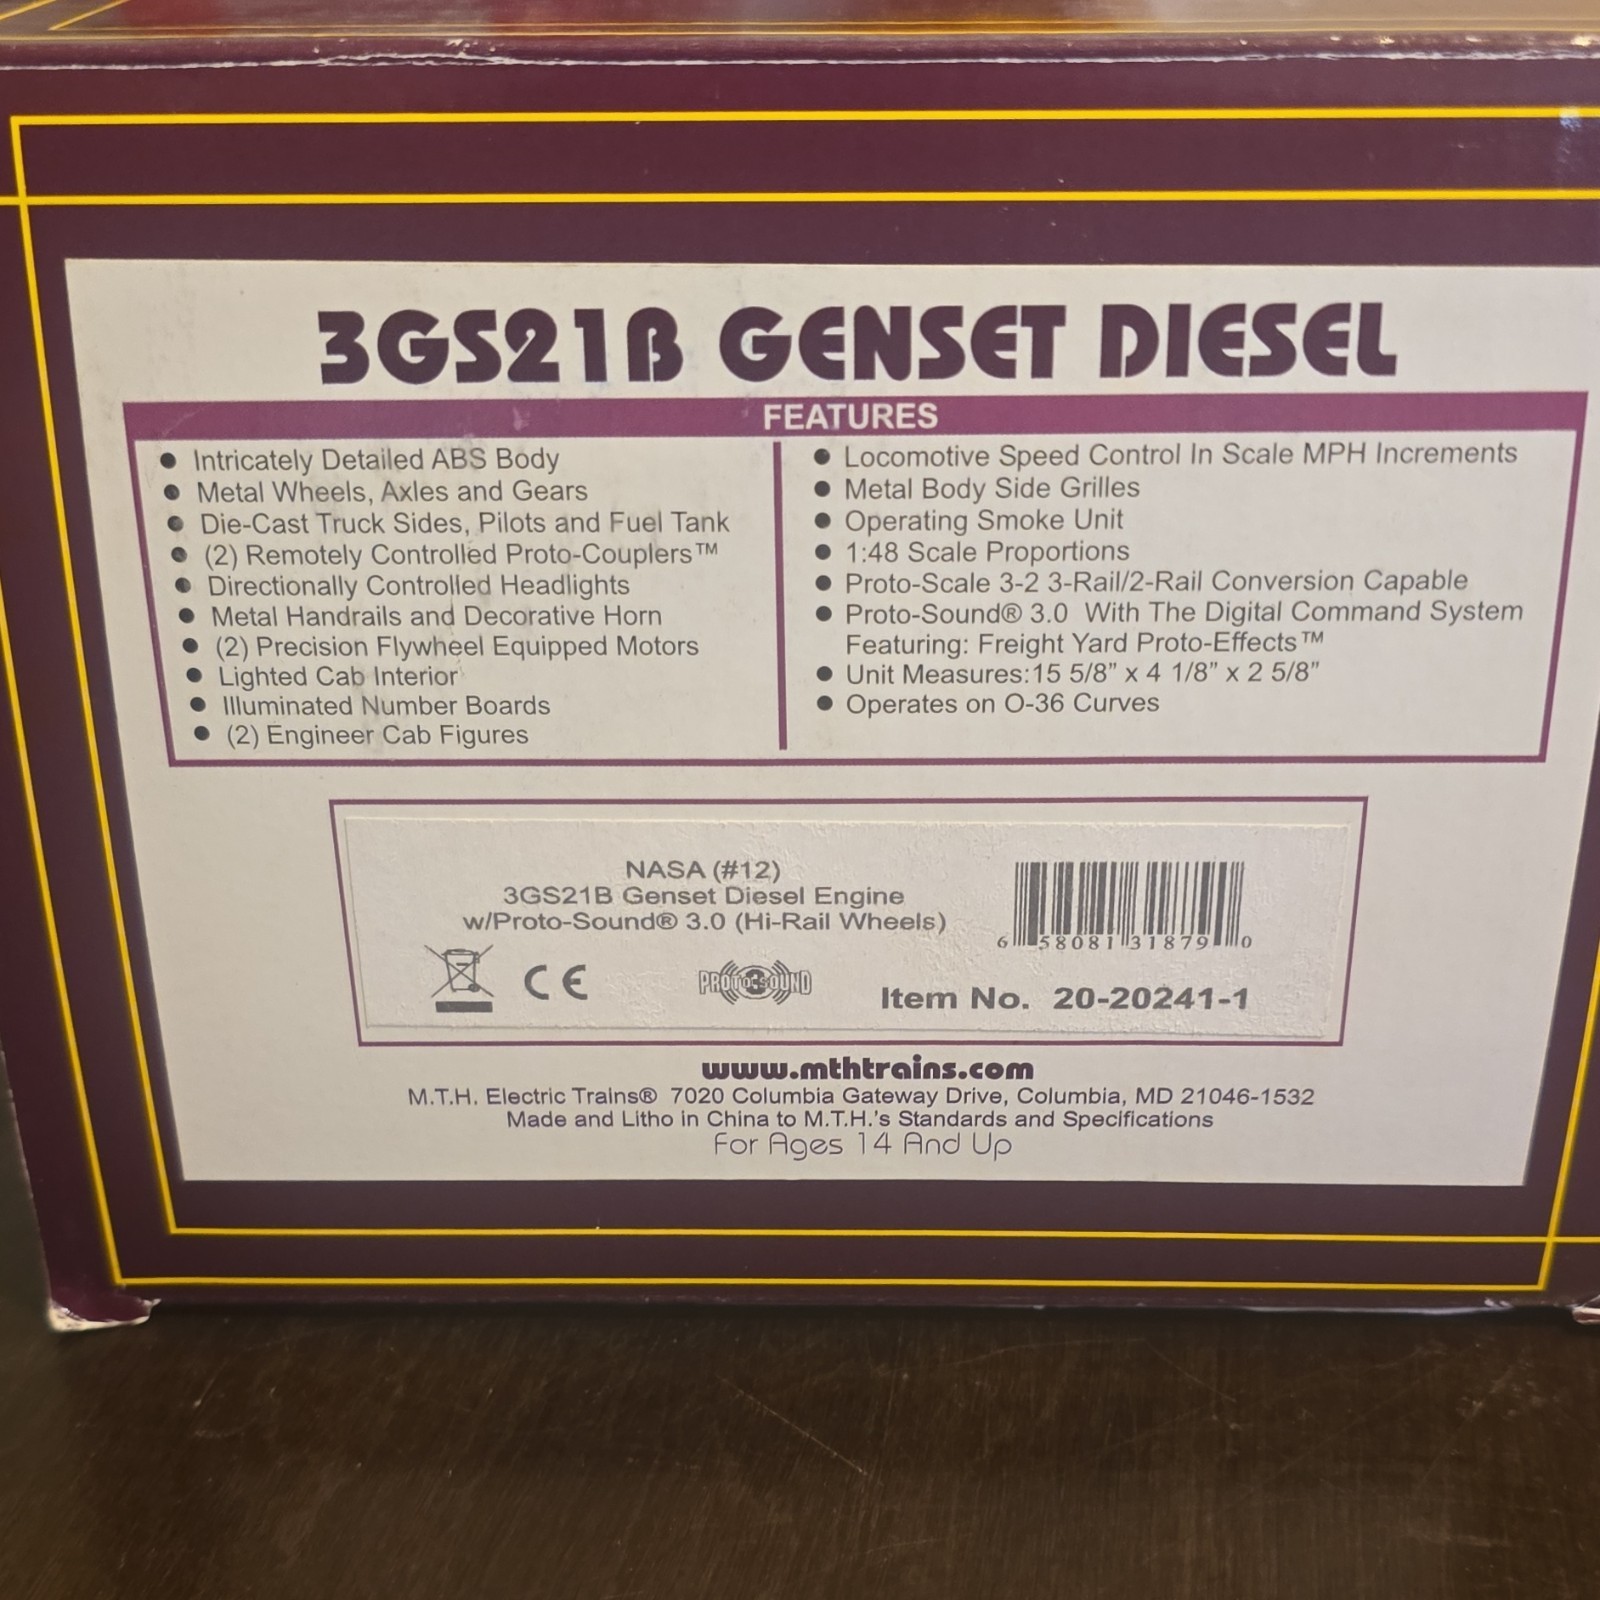 3GS21B GENSET DIESEL
FEATURES
● Intricately Detailed ABS Body
● Metal Wheels, Axles and Gears
● Die-Cast Truck Sides, Pilots and Fuel Tank
● (2) Remotely Controlled Proto-Couplers™
● Directionally Controlled Headlights
● Metal Handrails and Decorative Horn
● (2) Precision Flywheel Equipped Motors
● Lighted Cab Interior
● Illuminated Number Boards
● (2) Engineer Cab Figures
● Locomotive Speed Control In Scale MPH Increments
● Metal Body Side Grilles
● Operating Smoke Unit
● 1:48 Scale Proportions
● Proto-Scale 3-2 3-Rail/2-Rail Conversion Capable
● Proto-Sound® 3.0 With The Digital Command System
Featuring: Freight Yard Proto-Effects™
● Unit Measures:15 5/8" x 4 1/8" x 2 5/8"
● Operates on O-36 Curves
NASA (#12)
3GS21B Genset Diesel Engine
w/Proto-Sound® 3.0 (Hi-Rail Wheels)
6 58081 31879 0
CE
PROTO-SOUND 3
Item No. 20-20241-1
www.mthtrains.com
M.T.H. Electric Trains® 7020 Columbia Gateway Drive, Columbia, MD 21046-1532
Made and Litho in China to M.T.H.'s Standards and Specifications
For Ages 14 And Up